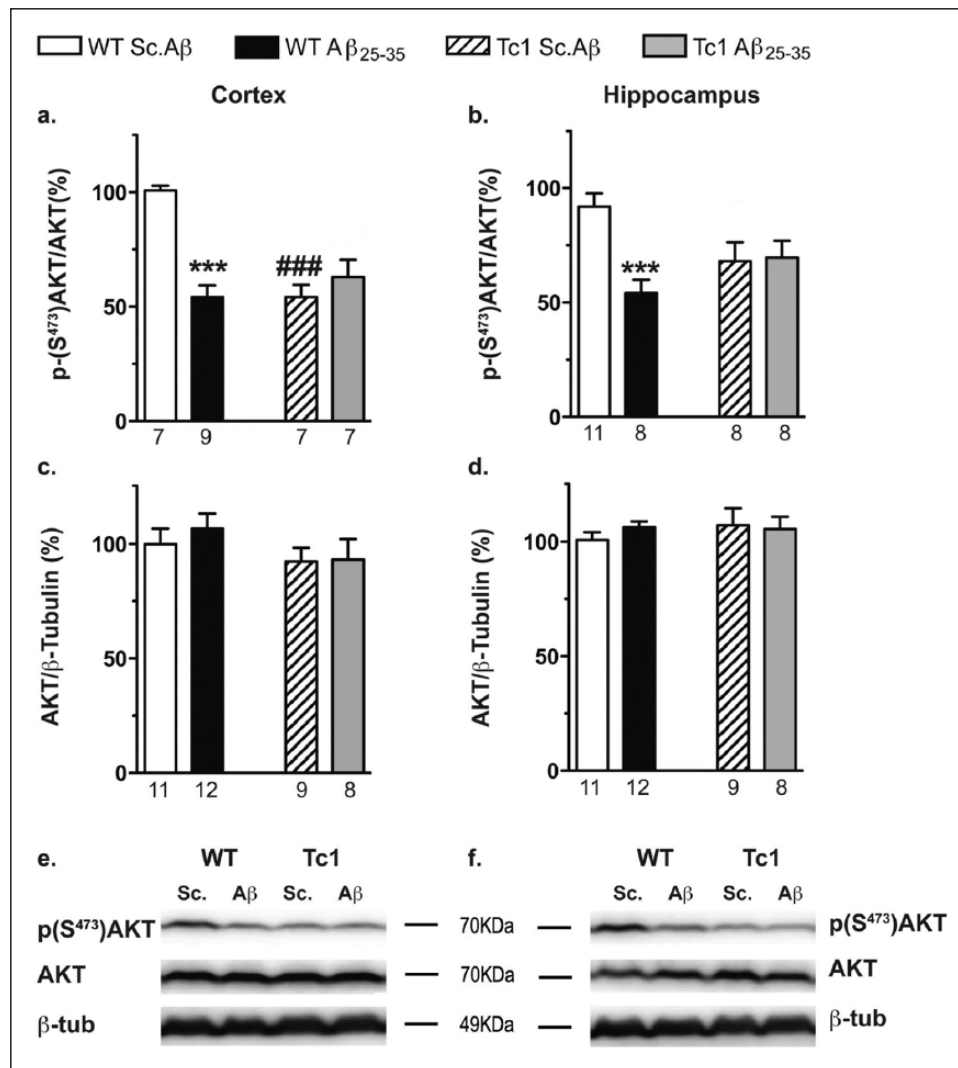 WT Sc.Aβ WT Aβ25-35 Tc1 Sc.Aβ Tc1 Aβ25-35
Cortex Hippocampus
a.
p-(S473)AKT/AKT(%)
100
50
0
***
###
7 9 7 7
b.
p-(S473)AKT/AKT(%)
100
50
0
***
11 8 8 8
c.
AKT/β-Tubulin (%)
100
50
0
11 12 9 8
d.
AKT/β-Tubulin (%)
100
50
0
11 12 9 8
e. WT Tc1
Sc. Aβ Sc. Aβ
p(S473)AKT
AKT
β-tub
70KDa
70KDa
49KDa
f. WT Tc1
Sc. Aβ Sc. Aβ
p(S473)AKT
AKT
β-tub